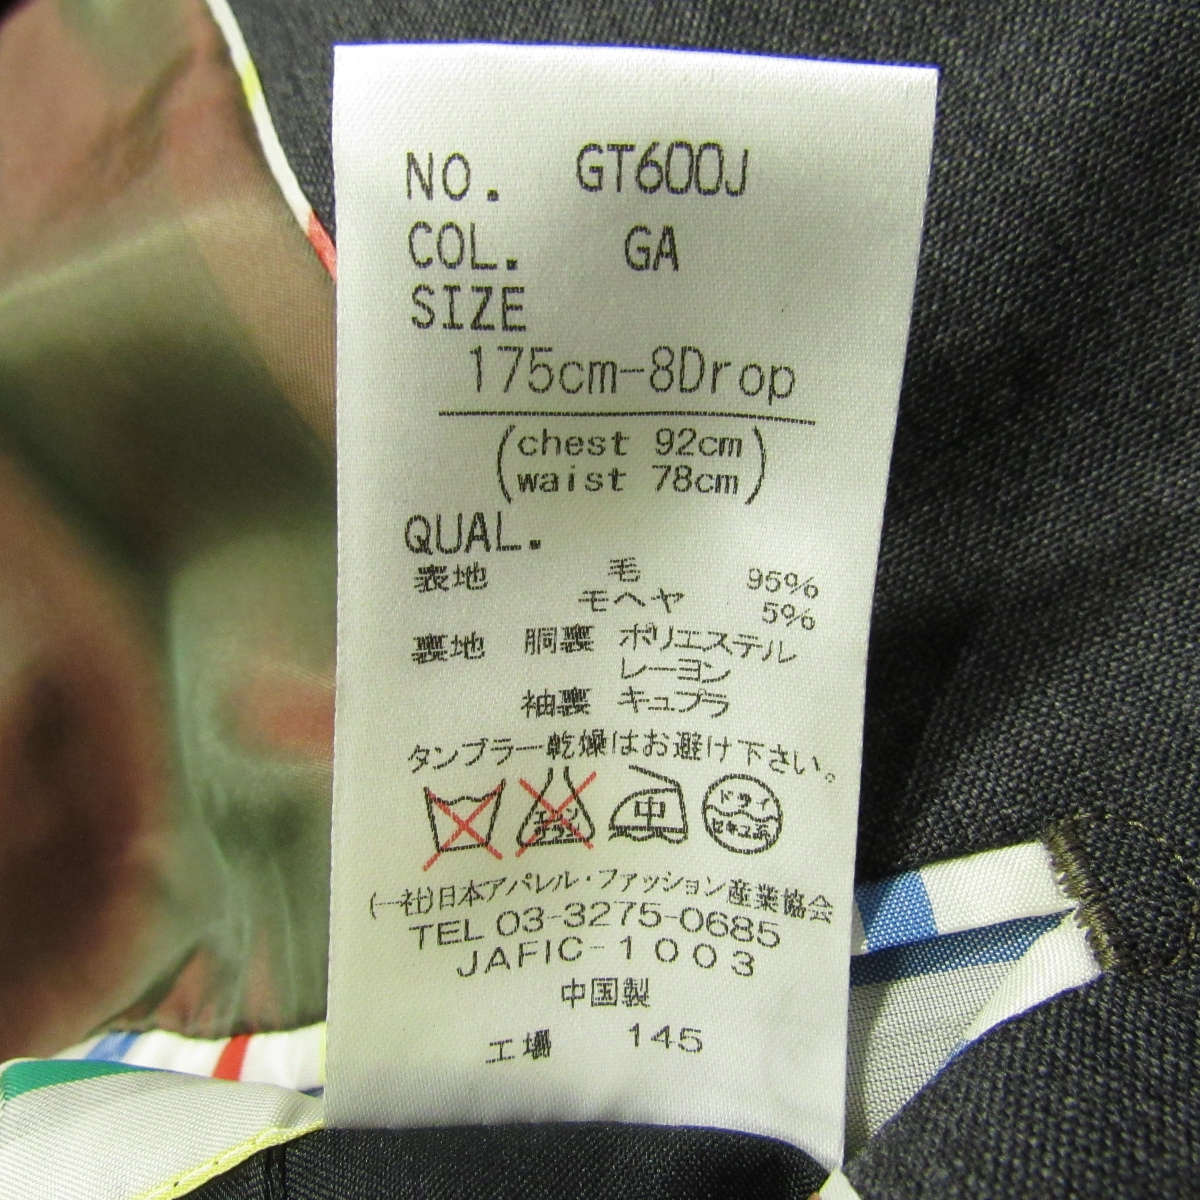 NO. GT600J
COL. GA
SIZE
175cm-8Drop
(chest 92cm
waist 78cm)
QUAL.
表地 毛 95%
モヘヤ 5%
裏地 胴裏 ポリエステル
レーヨン
袖裏 キュプラ
タンブラー乾燥はお避け下さい。
中 ドライ
セキユ系
(一社)日本アパレル・ファッション産業協会
TEL 03-3275-0685
JAFIC-1003
中国製
工場 145